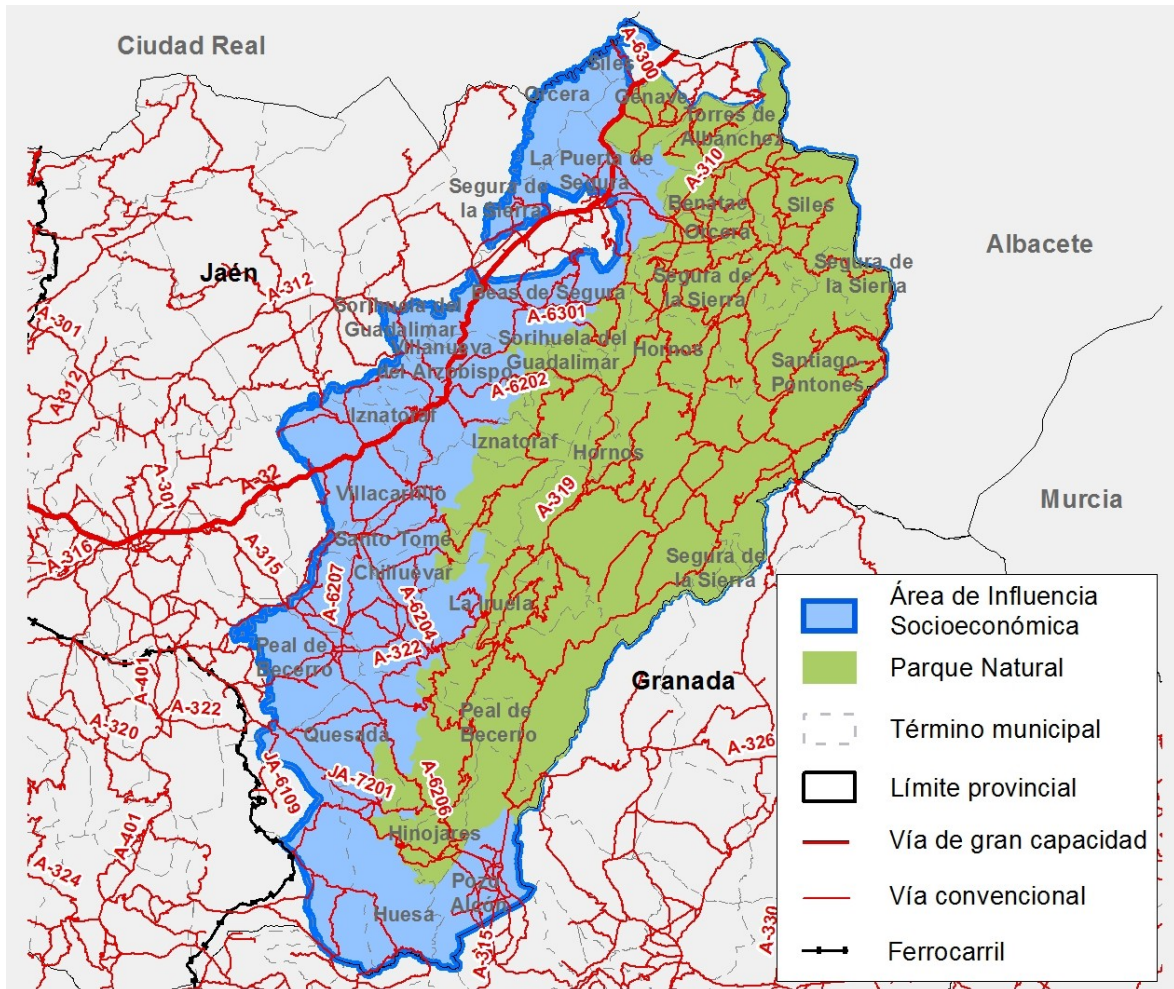 Ciudad Real
A-6300
Siles
Orcera
Génave
Torres de
Albánchez
La Puerta de
Segura
A-310
Segura de
la Sierra
Benatae
Siles
Orcera
Albacete
Jaén
A-312
Segura de
la Sierra
Segura de
la Sierra
Beas de Segura
A-6301
Sorihuela del
Guadalimar
A-301
Villanueva
del Arzobispo
Sorihuela del
Guadalimar
Hornos
Santiago-
Pontones
A-312
A-6202
Iznatoraf
Iznatoraf
Hornos
A-32
A-301
Villacarrillo
A-319
Murcia
A-316
A-315
Santo Tomé
Chilluévar
Segura de
la Sierra
A-6207
A-6204
La Iruela
Peal de
Becerro
A-322
Granada
A-401
A-322
A-320
Peal de
Becerro
Quesada
A-326
JA-6109
JA-7201
A-6206
Hinojares
A-401
A-324
Pozo
Alcón
Huesa
A-315
A-330
Área de Influencia
Socioeconómica
Parque Natural
Término municipal
Límite provincial
Vía de gran capacidad
Vía convencional
Ferrocarril